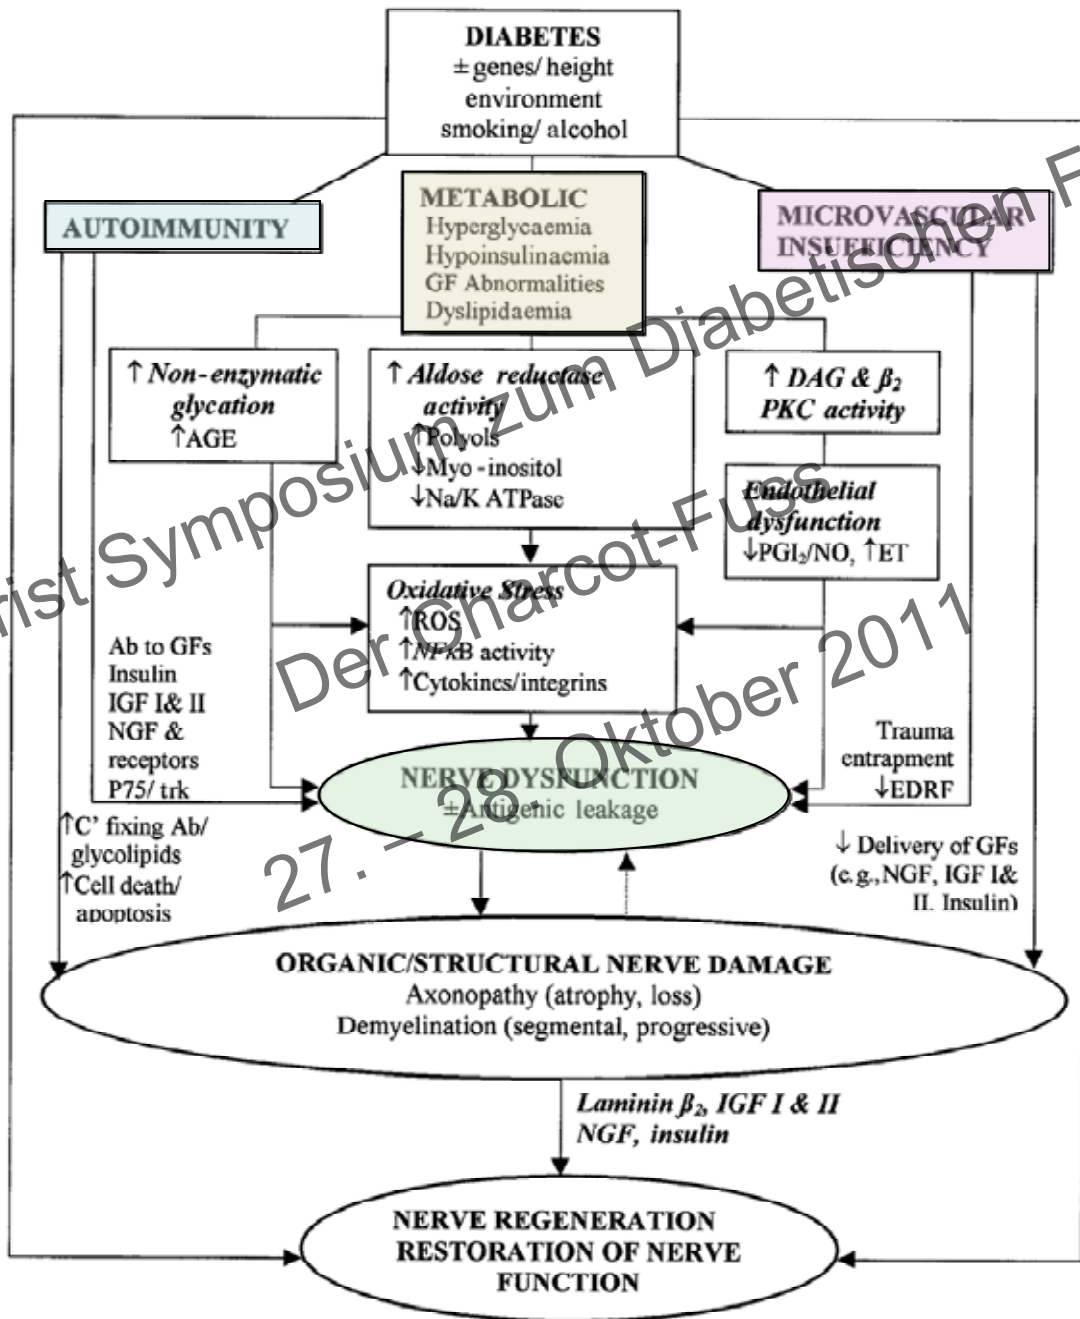 DIABETES
± genes/ height
environment
smoking/ alcohol
AUTOIMMUNITY
METABOLIC
Hyperglycaemia
Hypoinsulinaemia
GF Abnormalities
Dyslipidaemia
MICROVASCULAR
INSUFFICIENCY
↑ Non-enzymatic
glycation
↑AGE
↑ Aldose reductase
activity
↑Polyols
↓Myo-inositol
↓Na/K ATPase
↑ DAG & β₂
PKC activity
Endothelial
dysfunction
↓PGI₂/NO, ↑ET
Oxidative Stress
↑ROS
↑NFκB activity
↑Cytokines/integrins
Ab to GFs
Insulin
IGF I& II
NGF &
receptors
P75/ trk
Trauma
entrapment
↓EDRF
NERVE DYSFUNCTION
±Antigenic leakage
↑C' fixing Ab/
glycolipids
↑Cell death/
apoptosis
↓ Delivery of GFs
(e.g.,NGF, IGF I&
II. Insulin)
ORGANIC/STRUCTURAL NERVE DAMAGE
Axonopathy (atrophy, loss)
Demyelination (segmental, progressive)
Laminin β₂, IGF I & II
NGF, insulin
NERVE REGENERATION
RESTORATION OF NERVE
FUNCTION
Symposium zum Diabetischen
Der Charcot-Fuss
27. – 28. Oktober 2011